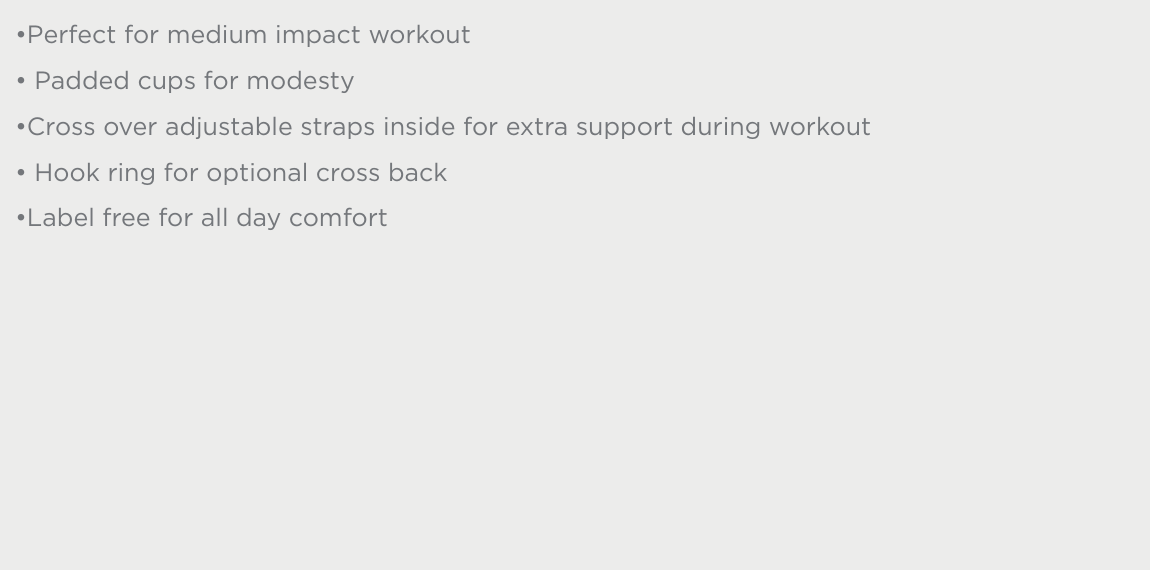 •Perfect for medium impact workout
• Padded cups for modesty
•Cross over adjustable straps inside for extra support during workout
• Hook ring for optional cross back
•Label free for all day comfort